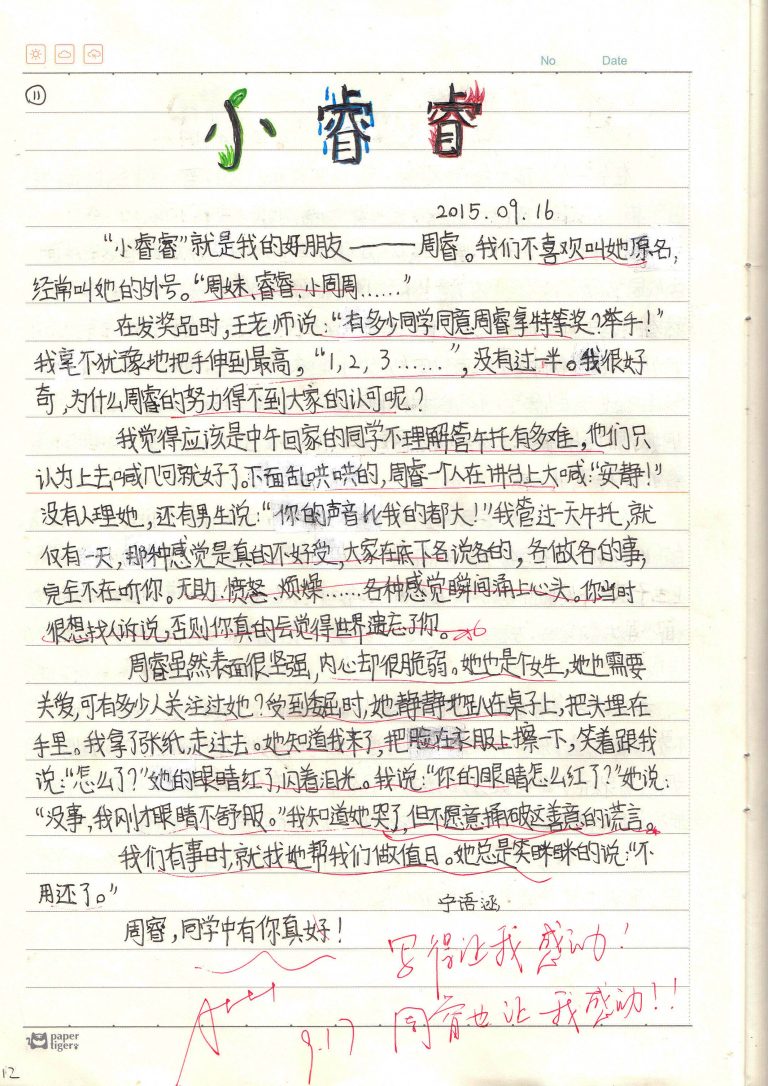 No Date
11
小睿睿
2015.09.16
“小睿睿”就是我的好朋友———周睿。我们不喜欢叫她原名,
经常叫她的外号。“周妹、睿睿、小周周……”
在发奖品时,王老师说:“有多少同学同意周睿拿特等奖?举手!”
我毫不犹豫地把手伸到最高,“1,2,3……”,没有过一半。我很好
奇,为什么周睿的努力得不到大家的认可呢?
我觉得应该是中午回家的同学不理解管午托有多难,他们只
认为上去喊几句就好了。下面乱哄哄的,周睿一个人在讲台上大喊:“安静!”
没有人理她,还有男生说:“你的声音比我的都大!”我管过一天午托,就
仅有一天,那种感觉是真的不好受,大家在底下各说各的,各做各的事,
完全不在听你。无助、愤怒、烦燥……各种感觉瞬间涌上心头。你当时
很想找人诉说,否则你真的会觉得世界遗忘了你。
周睿虽然表面很坚强,内心却很脆弱。她也是个女生,她也需要
关爱,可有多少人关注过她?受到委屈时,她静静地趴在桌子上,把头埋在
手里。我拿了张纸,走过去。她知道我来了,把脸在衣服上擦一下,笑着跟我
说:“怎么了?”她的眼睛红了,闪着泪光。我说:“你的眼睛怎么红了?”她说:
“没事,我刚才眼睛不舒服。”我知道她哭了,但不愿意捅破这善意的谎言。
我们有事时,就找她帮我们做值日。她总是笑眯眯的说:“不
用还了。”
宁语涵
周睿,同学中有你真好!
写得让我感动!
9.17 周睿也让我感动!!
paper
tigers
12